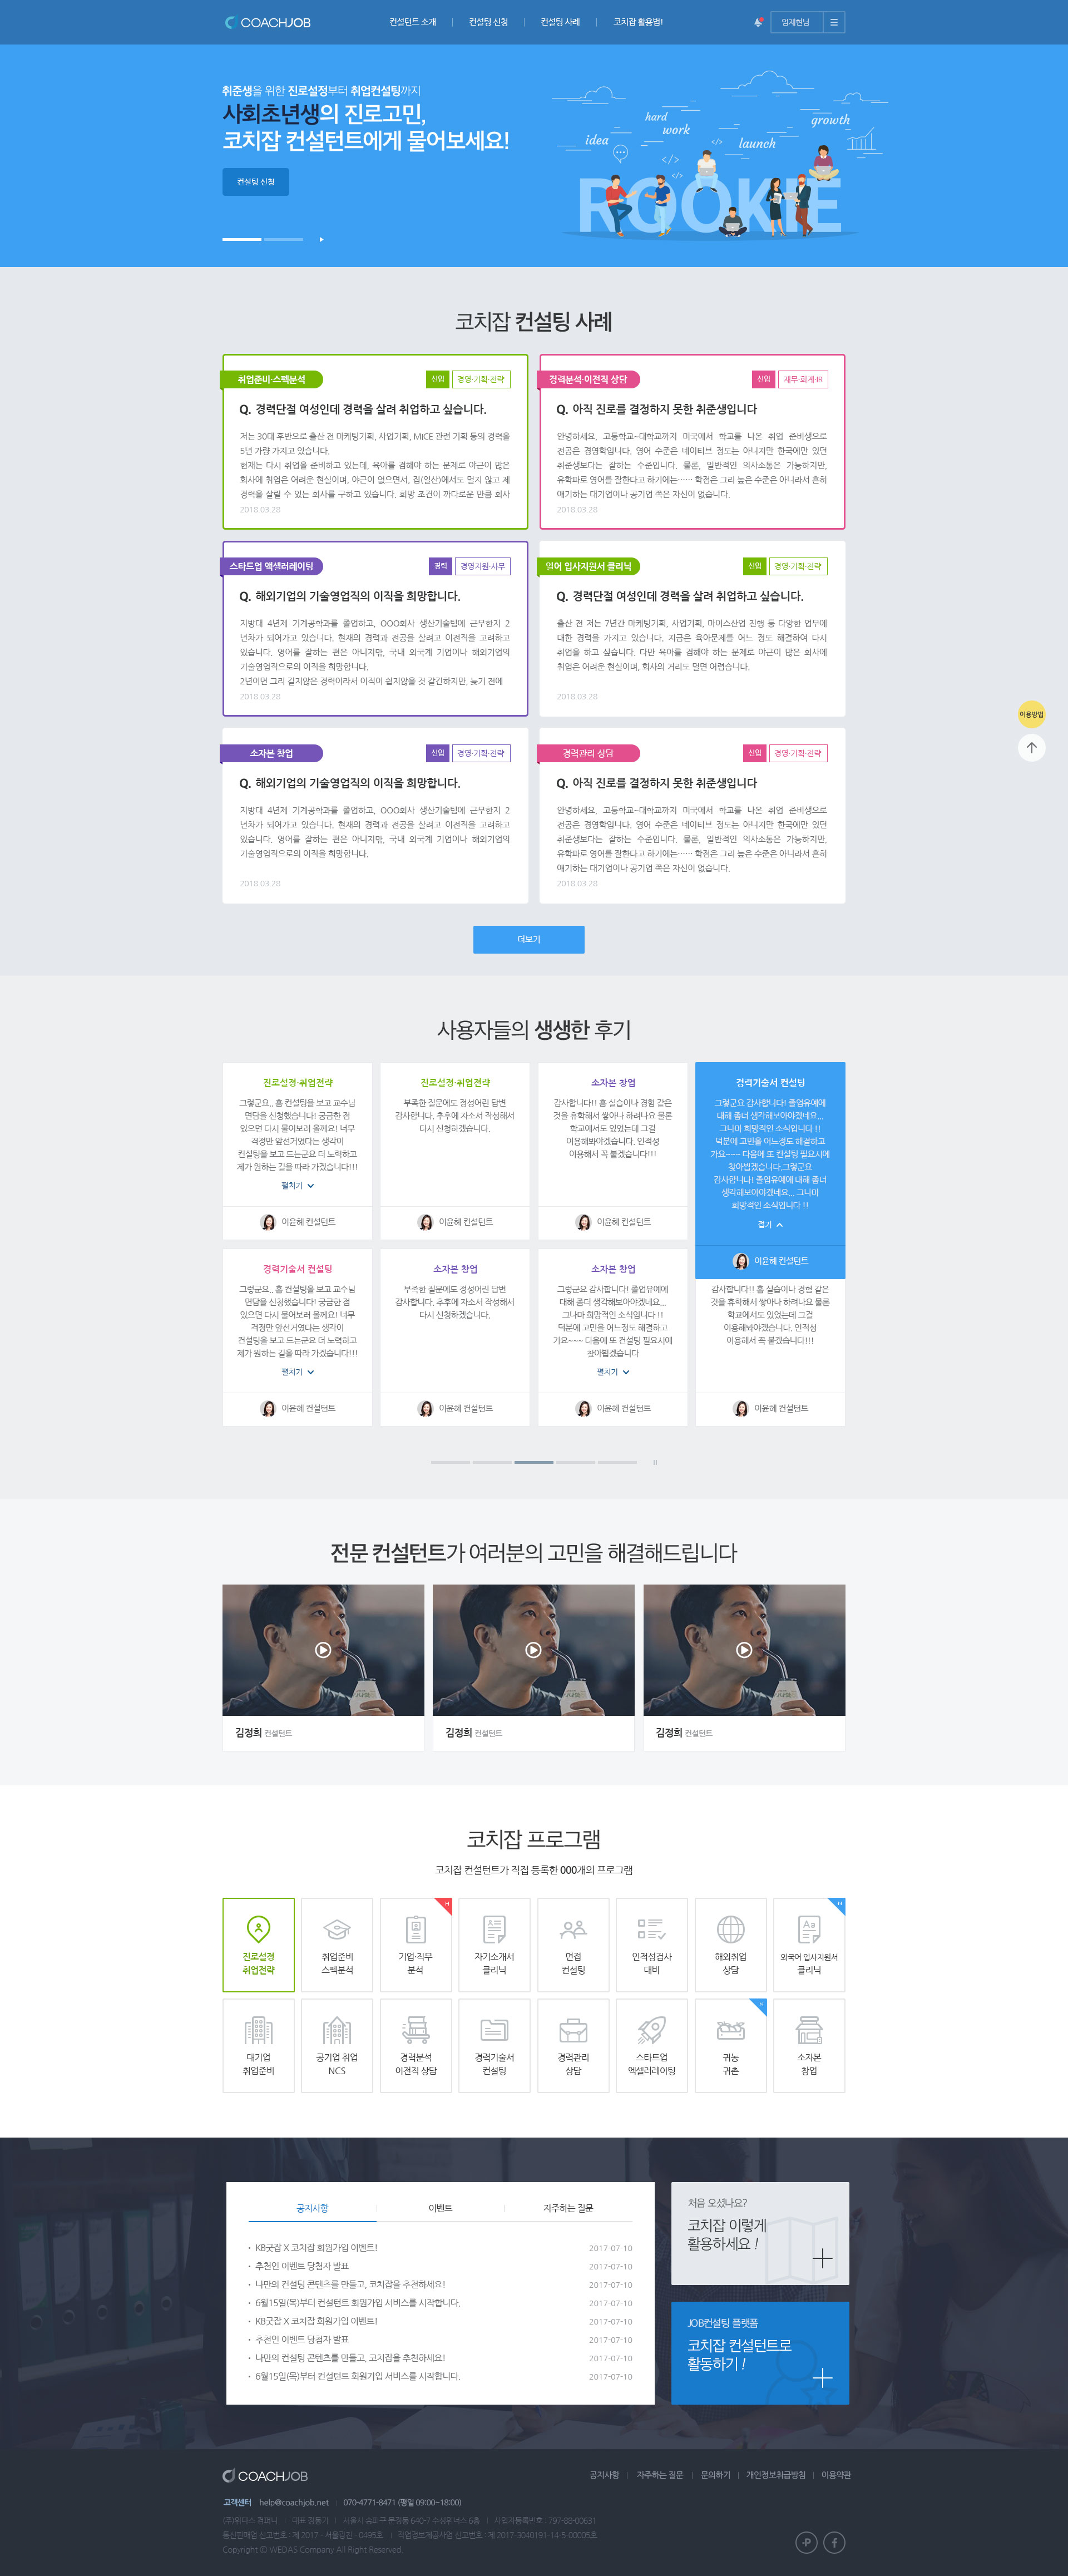 COACHJOB
컨설턴트 소개
컨설팅 신청
컨설팅 사례
코치잡 활용법!
엄재현님
취준생을 위한 진로설정부터 취업컨설팅까지
사회초년생의 진로고민,
코치잡 컨설턴트에게 물어보세요!
컨설팅 신청
idea
hard
work
launch
growth
ROOKIE
코치잡 컨설팅 사례
취업준비·스펙분석
신입
경영·기획·전략
Q. 경력단절 여성인데 경력을 살려 취업하고 싶습니다.
저는 30대 후반으로 출산 전 마케팅기획, 사업기획, MICE 관련 기획 등의 경력을
5년 가량 가지고 있습니다.
현재는 다시 취업을 준비하고 있는데, 육아를 겸해야 하는 문제로 야근이 많은
회사에 취업은 어려운 현실이며, 야근이 없으면서, 집(일산)에서도 멀지 않고 제
경력을 살릴 수 있는 회사를 구하고 있습니다. 희망 조건이 까다로운 만큼 회사
2018.03.28
경력분석·이전직 상담
신입
재무·회계·IR
Q. 아직 진로를 결정하지 못한 취준생입니다
안녕하세요, 고등학교~대학교까지 미국에서 학교를 나온 취업 준비생으로
전공은 경영학입니다. 영어 수준은 네이티브 정도는 아니지만 한국에만 있던
취준생보다는 잘하는 수준입니다. 물론, 일반적인 의사소통은 가능하지만,
유학파로 영어를 잘한다고 하기에는…… 학점은 그리 높은 수준은 아니라서 흔히
얘기하는 대기업이나 공기업 쪽은 자신이 없습니다.
2018.03.28
스타트업 액셀러레이팅
경력
경영지원·사무
Q. 해외기업의 기술영업직의 이직을 희망합니다.
지방대 4년제 기계공학과를 졸업하고, OOO회사 생산기술팀에 근무한지 2
년차가 되어가고 있습니다. 현재의 경력과 전공을 살려고 이전직을 고려하고
있습니다. 영어를 잘하는 편은 아니지맞, 국내 외국계 기업이나 해외기업의
기술영업직으로의 이직을 희망합니다.
2년이면 그리 길지않은 경력이라서 이직이 쉽지않을 것 같긴하지만, 늦기 전에
2018.03.28
일어 입사지원서 클리닉
신입
경영·기획·전략
Q. 경력단절 여성인데 경력을 살려 취업하고 싶습니다.
출산 전 저는 7년간 마케팅기획, 사업기획, 마이스산업 진행 등 다양한 업무에
대한 경력을 가지고 있습니다. 지금은 육아문제를 어느 정도 해결하여 다시
취업을 하고 싶습니다. 다만 육아를 겸해야 하는 문제로 야근이 많은 회사에
취업은 어려운 현실이며, 회사의 거리도 멀면 어렵습니다.
2018.03.28
소자본 창업
신입
경영·기획·전략
Q. 해외기업의 기술영업직의 이직을 희망합니다.
지방대 4년제 기계공학과를 졸업하고, OOO회사 생산기술팀에 근무한지 2
년차가 되어가고 있습니다. 현재의 경력과 전공을 살려고 이전직을 고려하고
있습니다. 영어를 잘하는 편은 아니지맞, 국내 외국계 기업이나 해외기업의
기술영업직으로의 이직을 희망합니다.
2018.03.28
경력관리 상담
신입
경영·기획·전략
Q. 아직 진로를 결정하지 못한 취준생입니다
안녕하세요, 고등학교~대학교까지 미국에서 학교를 나온 취업 준비생으로
전공은 경영학입니다. 영어 수준은 네이티브 정도는 아니지만 한국에만 있던
취준생보다는 잘하는 수준입니다. 물론, 일반적인 의사소통은 가능하지만,
유학파로 영어를 잘한다고 하기에는…… 학점은 그리 높은 수준은 아니라서 흔히
얘기하는 대기업이나 공기업 쪽은 자신이 없습니다.
2018.03.28
이용방법
더보기
사용자들의 생생한 후기
진로설정·취업전략
그렇군요.. 흠 컨설팅을 보고 교수님
면담을 신청했습니다! 궁금한 점
있으면 다시 물어보러 올께요! 너무
걱정만 앞선거였다는 생각이
컨설팅을 보고 드는군요 더 노력하고
제가 원하는 길을 따라 가겠습니다!!!
펼치기
이윤혜 컨설턴트
진로설정·취업전략
부족한 질문에도 정성어린 답변
감사합니다. 추후에 자소서 작성해서
다시 신청하겠습니다.
이윤혜 컨설턴트
소자본 창업
감사합니다!! 흠 실습이나 경험 같은
것을 휴학해서 쌓아나 하려나요 물론
학교에서도 있었는데 그걸
이용해봐야겠습니다. 인적성
이용해서 꼭 붙겠습니다!!!
이윤혜 컨설턴트
경력기술서 컨설팅
그렇군요 감사합니다! 졸업유예에
대해 좀더 생각해보아야겠네요...
그나마 희망적인 소식입니다 !!
덕분에 고민을 어느정도 해결하고
가요~~~ 다음에 또 컨설팅 필요시에
찾아뵙겠습니다.그렇군요
감사합니다! 졸업유예에 대해 좀더
생각해보아야겠네요... 그나마
희망적인 소식입니다 !!
접기
이윤혜 컨설턴트
경력기술서 컨설팅
그렇군요.. 흠 컨설팅을 보고 교수님
면담을 신청했습니다! 궁금한 점
있으면 다시 물어보러 올께요! 너무
걱정만 앞선거였다는 생각이
컨설팅을 보고 드는군요 더 노력하고
제가 원하는 길을 따라 가겠습니다!!!
펼치기
이윤혜 컨설턴트
소자본 창업
부족한 질문에도 정성어린 답변
감사합니다. 추후에 자소서 작성해서
다시 신청하겠습니다.
이윤혜 컨설턴트
소자본 창업
그렇군요 감사합니다! 졸업유예에
대해 좀더 생각해보아야겠네요...
그나마 희망적인 소식입니다 !!
덕분에 고민을 어느정도 해결하고
가요~~~ 다음에 또 컨설팅 필요시에
찾아뵙겠습니다
펼치기
이윤혜 컨설턴트
감사합니다!! 흠 실습이나 경험 같은
것을 휴학해서 쌓아나 하려나요 물론
학교에서도 있었는데 그걸
이용해봐야겠습니다. 인적성
이용해서 꼭 붙겠습니다!!!
이윤혜 컨설턴트
전문 컨설턴트가 여러분의 고민을 해결해드립니다
김정희 컨설턴트
김정희 컨설턴트
김정희 컨설턴트
코치잡 프로그램
코치잡 컨설턴트가 직접 등록한 000개의 프로그램
진로설정
취업전략
취업준비
스펙분석
H
기업·직무
분석
자기소개서
클리닉
면접
컨설팅
인적성검사
대비
해외취업
상담
N
외국어 입사지원서
클리닉
대기업
취업준비
공기업 취업
NCS
경력분석
이전직 상담
경력기술서
컨설팅
경력관리
상담
스타트업
엑셀러레이팅
N
귀농
귀촌
소자본
창업
공지사항
이벤트
자주하는 질문
· KB굿잡 X 코치잡 회원가입 이벤트! 2017-07-10
· 추천인 이벤트 당첨자 발표 2017-07-10
· 나만의 컨설팅 콘텐츠를 만들고, 코치잡을 추천하세요! 2017-07-10
· 6월15일(목)부터 컨설턴트 회원가입 서비스를 시작합니다. 2017-07-10
· KB굿잡 X 코치잡 회원가입 이벤트! 2017-07-10
· 추천인 이벤트 당첨자 발표 2017-07-10
· 나만의 컨설팅 콘텐츠를 만들고, 코치잡을 추천하세요! 2017-07-10
· 6월15일(목)부터 컨설턴트 회원가입 서비스를 시작합니다. 2017-07-10
처음 오셨나요?
코치잡 이렇게
활용하세요 !
JOB컨설팅 플랫폼
코치잡 컨설턴트로
활동하기 !
COACHJOB
공지사항
자주하는 질문
문의하기
개인정보취급방침
이용약관
고객센터 help@coachjob.net 070-4771-8471 (평일 09:00~18:00)
(주)위다스 컴퍼니 대표 정동기 서울시 송파구 문정동 640-7 수성위너스 6층 사업자등록번호 : 797-88-00631
통신판매업 신고번호 : 제 2017 - 서울강진 - 0495호 직업정보제공사업 신고번호 : 제 2017-3040191-14-5-00005호
Copyright ⓒ WEDAS Company All Right Reserved.